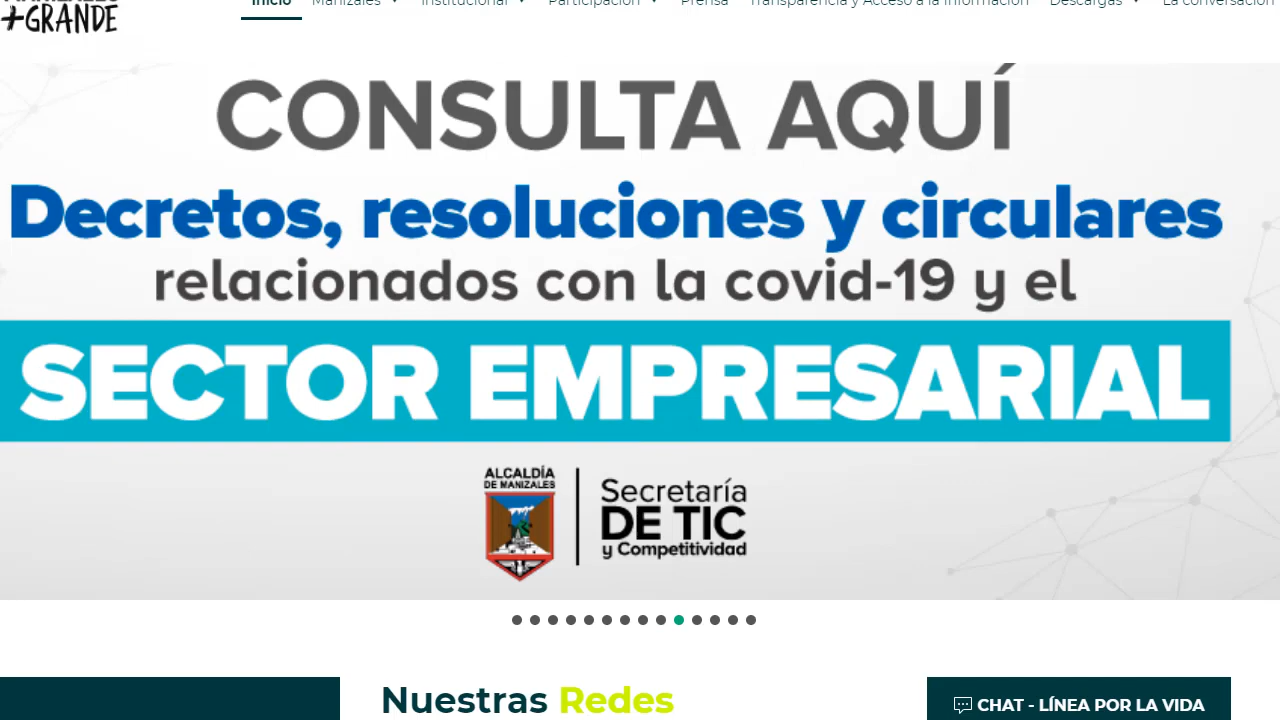 +GRANDE
Inicio Manizales Institucional Participación Prensa Transparencia y Acceso a la Información Descargas La conversación
CONSULTA AQUÍ
Decretos, resoluciones y circulares
relacionados con la covid-19 y el
SECTOR EMPRESARIAL
ALCALDÍA
DE MANIZALES
Secretaría
DE TIC
y Competitividad
Nuestras Redes
CHAT - LÍNEA POR LA VIDA